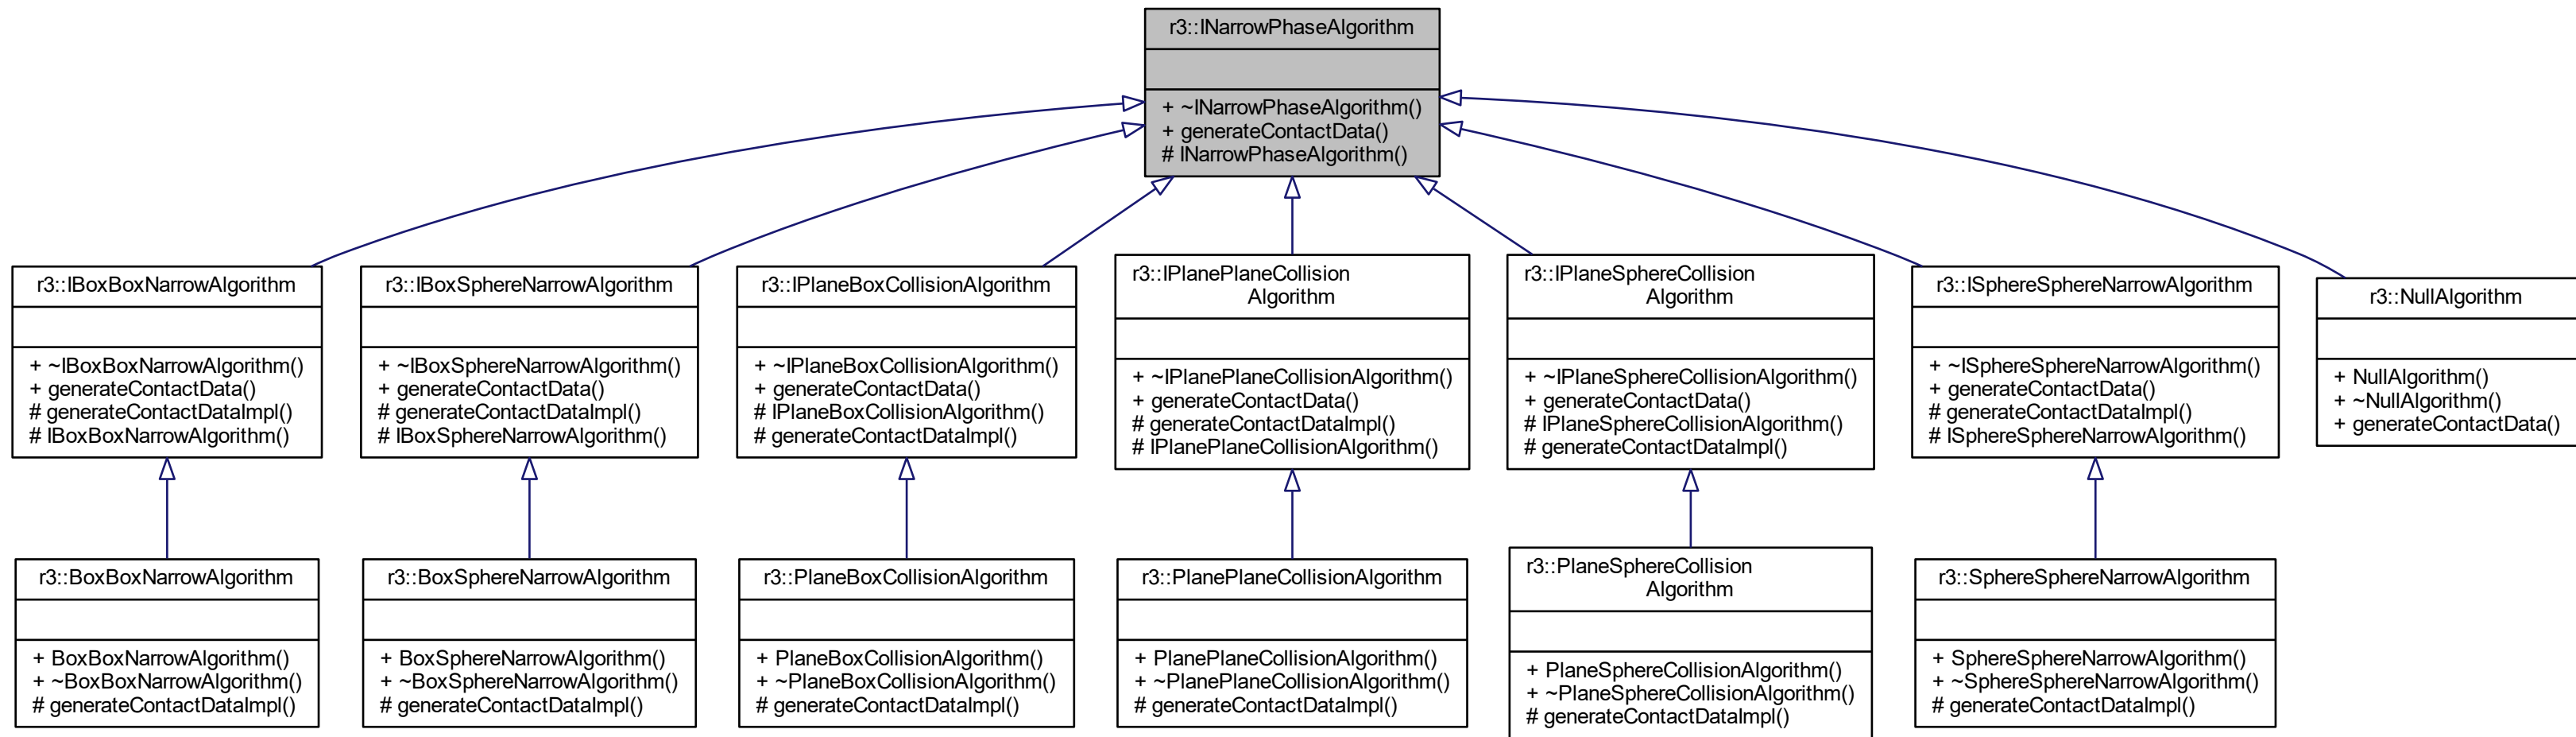 r3::INarrowPhaseAlgorithm
+ ~INarrowPhaseAlgorithm()
+ generateContactData()
# INarrowPhaseAlgorithm()
r3::IBoxBoxNarrowAlgorithm
+ ~IBoxBoxNarrowAlgorithm()
+ generateContactData()
# generateContactDataImpl()
# IBoxBoxNarrowAlgorithm()
r3::IBoxSphereNarrowAlgorithm
+ ~IBoxSphereNarrowAlgorithm()
+ generateContactData()
# generateContactDataImpl()
# IBoxSphereNarrowAlgorithm()
r3::IPlaneBoxCollisionAlgorithm
+ ~IPlaneBoxCollisionAlgorithm()
+ generateContactData()
# IPlaneBoxCollisionAlgorithm()
# generateContactDataImpl()
r3::IPlanePlaneCollision
Algorithm
+ ~IPlanePlaneCollisionAlgorithm()
+ generateContactData()
# generateContactDataImpl()
# IPlanePlaneCollisionAlgorithm()
r3::IPlaneSphereCollision
Algorithm
+ ~IPlaneSphereCollisionAlgorithm()
+ generateContactData()
# IPlaneSphereCollisionAlgorithm()
# generateContactDataImpl()
r3::ISphereSphereNarrowAlgorithm
+ ~ISphereSphereNarrowAlgorithm()
+ generateContactData()
# generateContactDataImpl()
# ISphereSphereNarrowAlgorithm()
r3::NullAlgorithm
+ NullAlgorithm()
+ ~NullAlgorithm()
+ generateContactData()
r3::BoxBoxNarrowAlgorithm
+ BoxBoxNarrowAlgorithm()
+ ~BoxBoxNarrowAlgorithm()
# generateContactDataImpl()
r3::BoxSphereNarrowAlgorithm
+ BoxSphereNarrowAlgorithm()
+ ~BoxSphereNarrowAlgorithm()
# generateContactDataImpl()
r3::PlaneBoxCollisionAlgorithm
+ PlaneBoxCollisionAlgorithm()
+ ~PlaneBoxCollisionAlgorithm()
# generateContactDataImpl()
r3::PlanePlaneCollisionAlgorithm
+ PlanePlaneCollisionAlgorithm()
+ ~PlanePlaneCollisionAlgorithm()
# generateContactDataImpl()
r3::PlaneSphereCollision
Algorithm
+ PlaneSphereCollisionAlgorithm()
+ ~PlaneSphereCollisionAlgorithm()
# generateContactDataImpl()
r3::SphereSphereNarrowAlgorithm
+ SphereSphereNarrowAlgorithm()
+ ~SphereSphereNarrowAlgorithm()
# generateContactDataImpl()